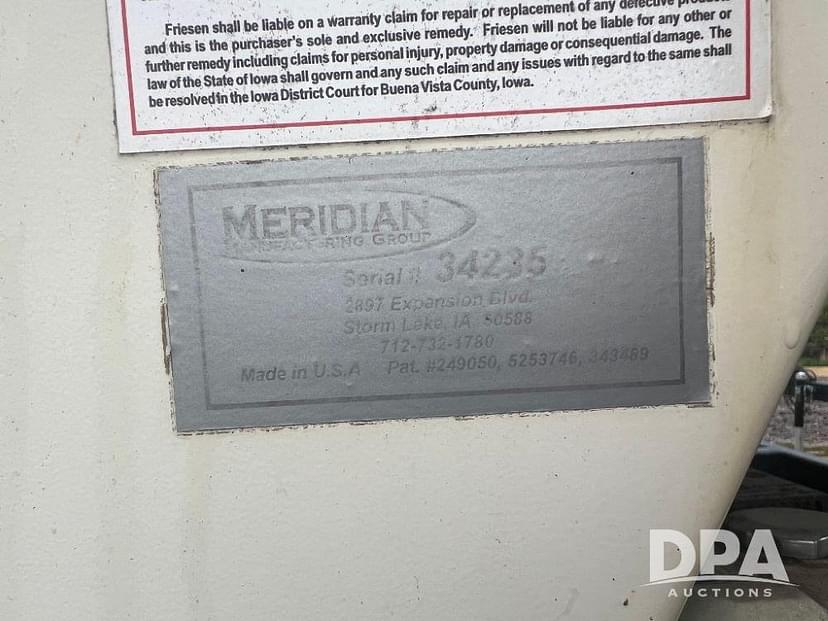 Friesen shall be liable on a warranty claim for repair or replacement of any defective products
and this is the purchaser's sole and exclusive remedy. Friesen will not be liable for any other or
further remedy including claims for personal injury, property damage or consequential damage. The
law of the State of Iowa shall govern and any such claim and any issues with regard to the same shall
be resolved in the Iowa District Court for Buena Vista County, Iowa.
MERIDIAN
MANUFACTURING GROUP
Serial # 34235
2897 Expansion Blvd.
Storm Lake, IA 50588
712-732-1780
Made in U.S.A Pat. #249050, 5253746, 343489
DPA
AUCTIONS